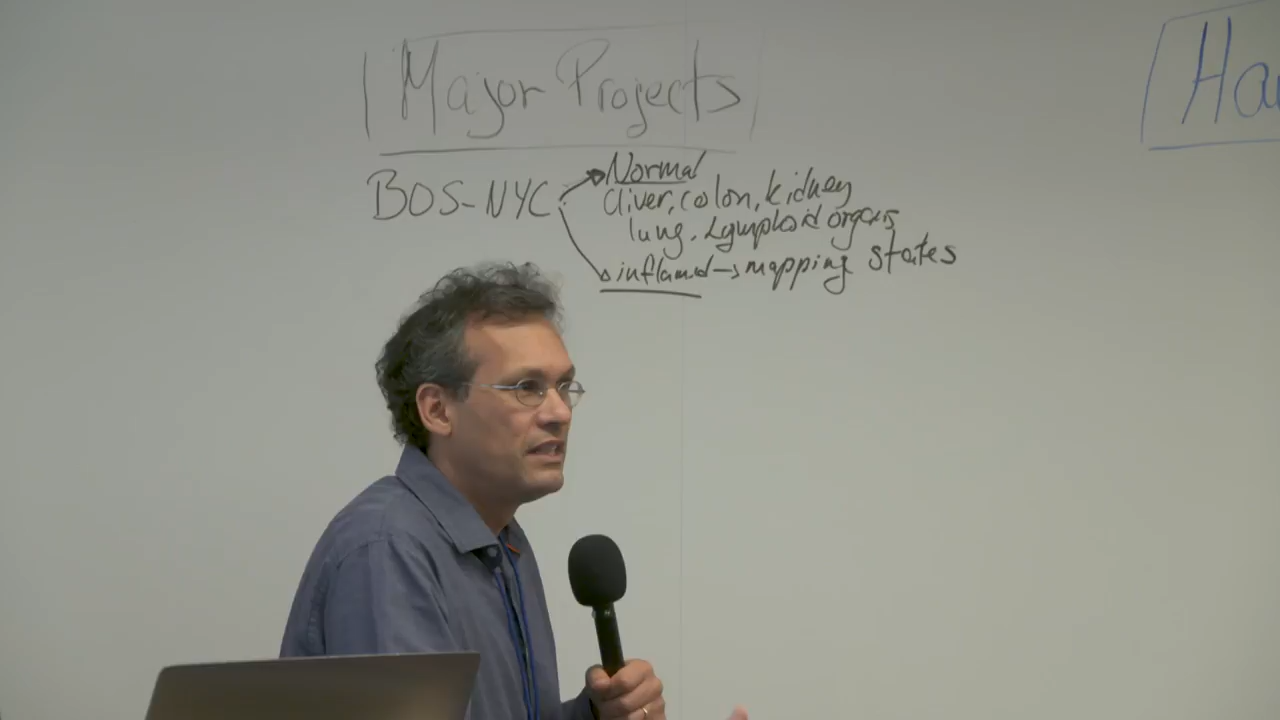 Major Projects
BOS-NYC
Normal
liver, colon, kidney
lung, Lymphoid organs
inflamed → mapping states
Ha